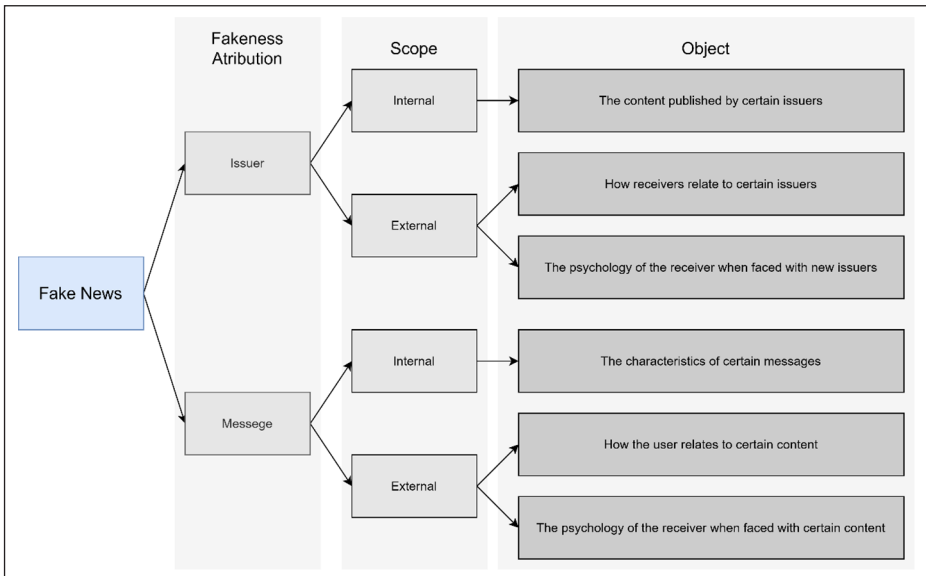 Fakeness
Atribution
Scope
Object
Internal
The content published by certain issuers
Issuer
How receivers relate to certain issuers
External
The psychology of the receiver when faced with new issuers
Fake News
Internal
The characteristics of certain messages
Messege
How the user relates to certain content
External
The psychology of the receiver when faced with certain content